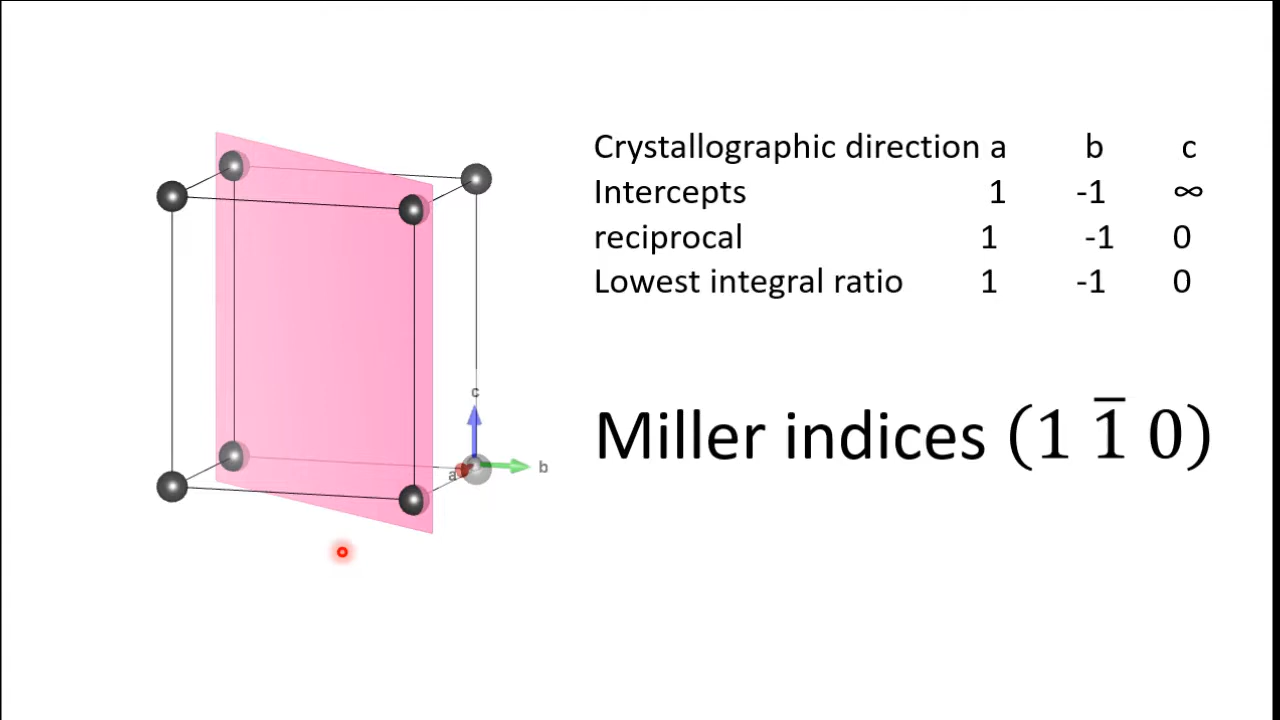 Crystallographic direction a b c
Intercepts 1 -1 ∞
reciprocal 1 -1 0
Lowest integral ratio 1 -1 0
c
Miller indices (1 1̅ 0)
a b